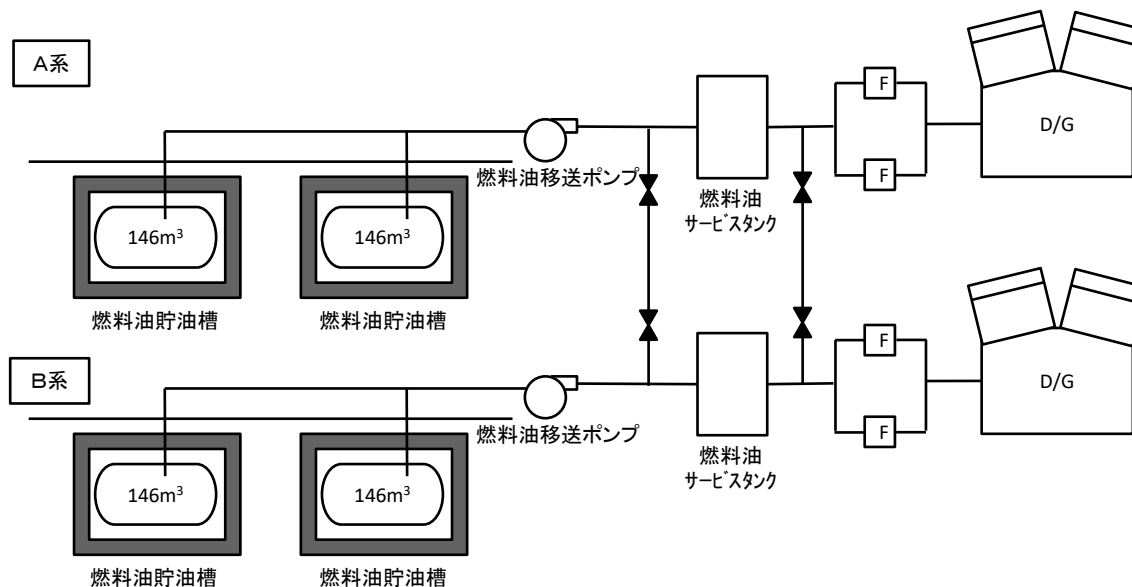 A系
F
D/G
F
燃料油移送ポンプ
燃料油
サービスタンク
146m³
146m³
燃料油貯油槽
燃料油貯油槽
B系
F
D/G
F
燃料油移送ポンプ
燃料油
サービスタンク
146m³
146m³
燃料油貯油槽
燃料油貯油槽